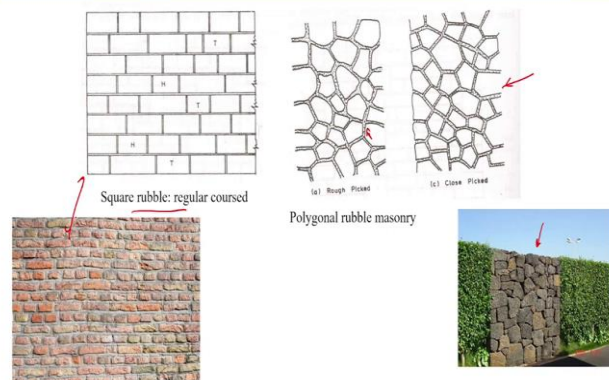 T
H
T
H
T
(a) Rough Picked
(c) Close Picked
Square rubble: regular coursed
Polygonal rubble masonry